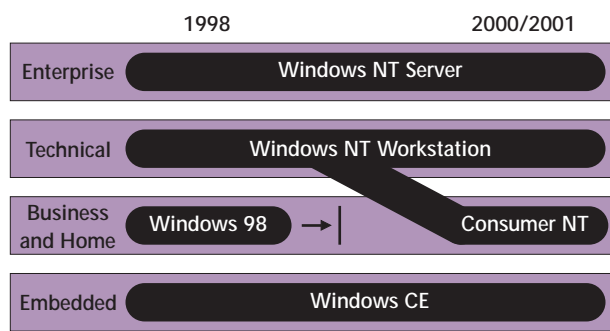 1998 2000/2001
Enterprise Windows NT Server
Technical Windows NT Workstation
Business
and Home Windows 98 Consumer NT
Embedded Windows CE